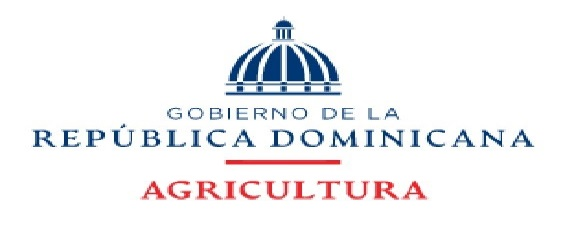 GOBIERNO DE LA
REPÚBLICA DOMINICANA
AGRICULTURA